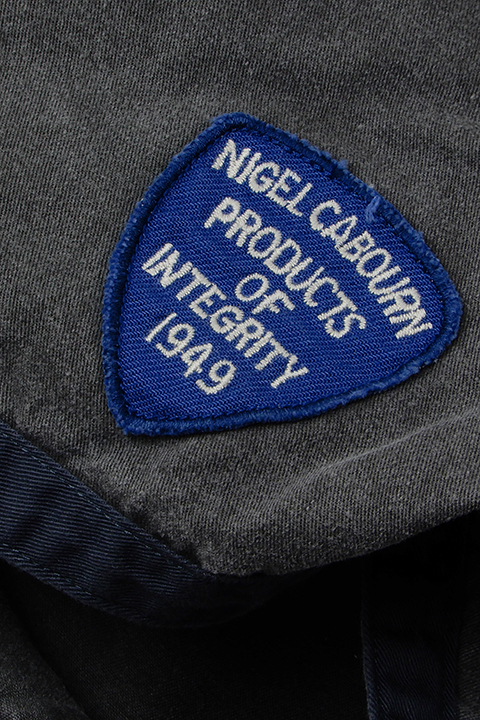 NIGEL CABOURN
PRODUCTS
OF
INTEGRITY
1949